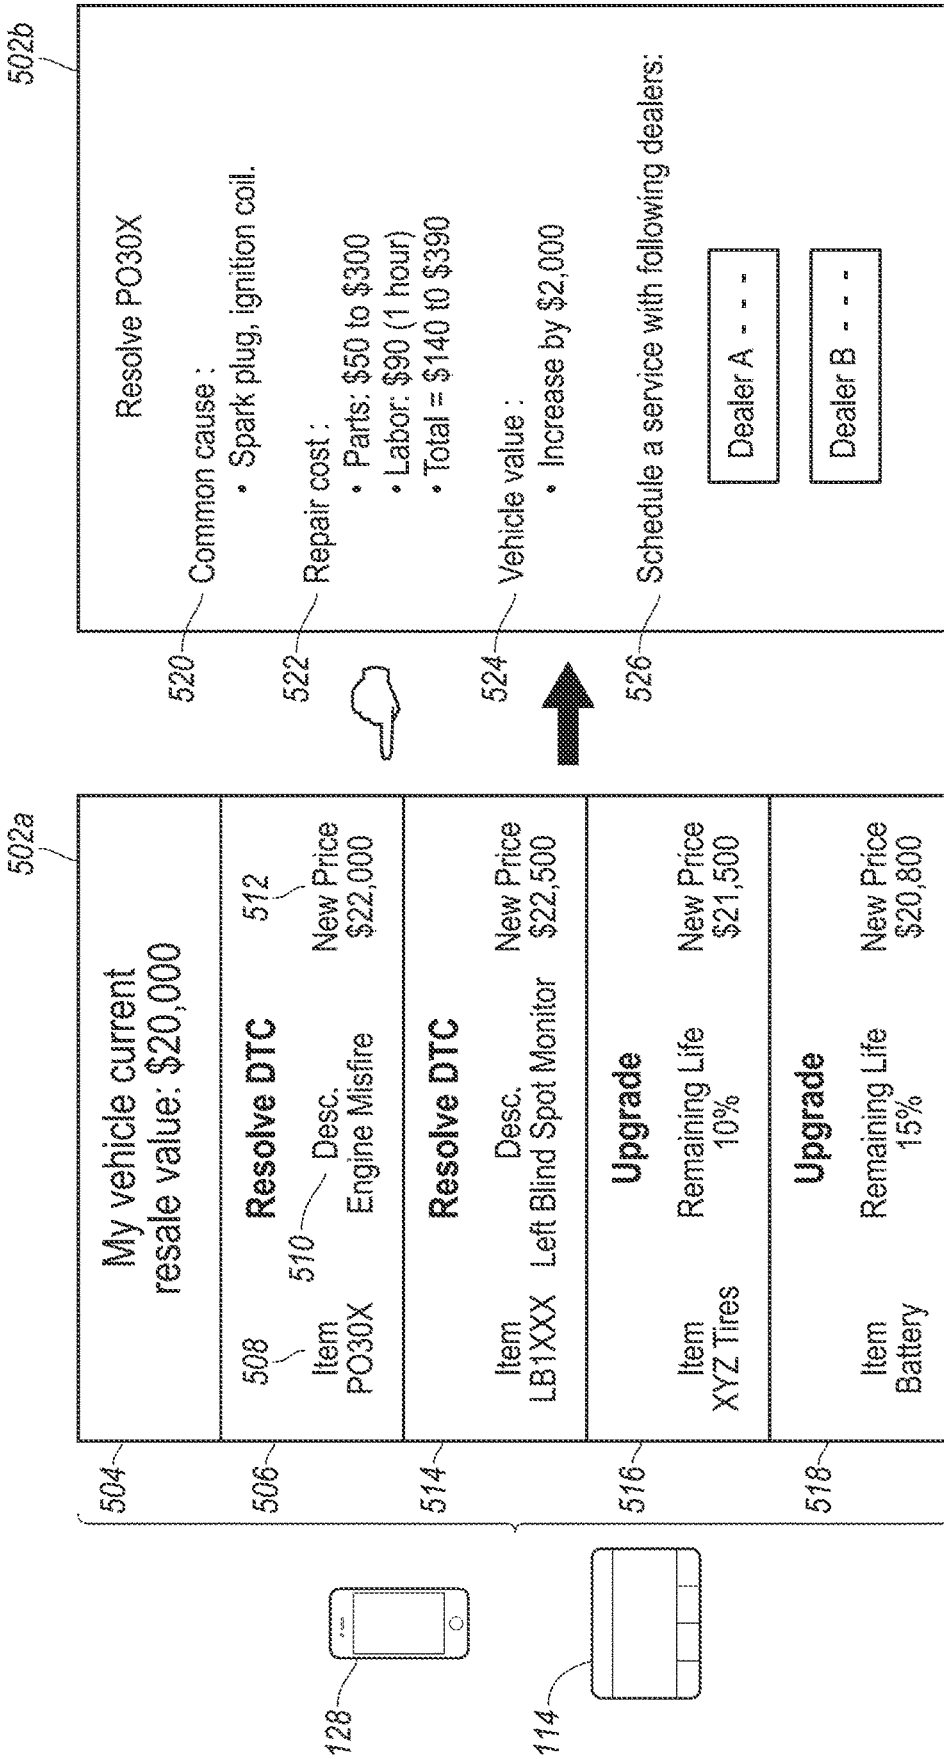 502a
502b
128
114
504
My vehicle current
resale value: $20,000
506
Resolve DTC
508
510
512
Item
Desc.
New Price
PO30X
Engine Misfire
$22,000
514
Resolve DTC
Item
Desc.
New Price
LB1XXX
Left Blind Spot Monitor
$22,500
516
Upgrade
Item
Remaining Life
New Price
XYZ Tires
10%
$21,500
518
Upgrade
Item
Remaining Life
New Price
Battery
15%
$20,800
Resolve PO30X
520
Common cause :
• Spark plug, ignition coil.
522
Repair cost :
• Parts: $50 to $300
• Labor: $90 (1 hour)
• Total = $140 to $390
524
Vehicle value :
• Increase by $2,000
526
Schedule a service with following dealers:
Dealer A - - -
Dealer B - - -